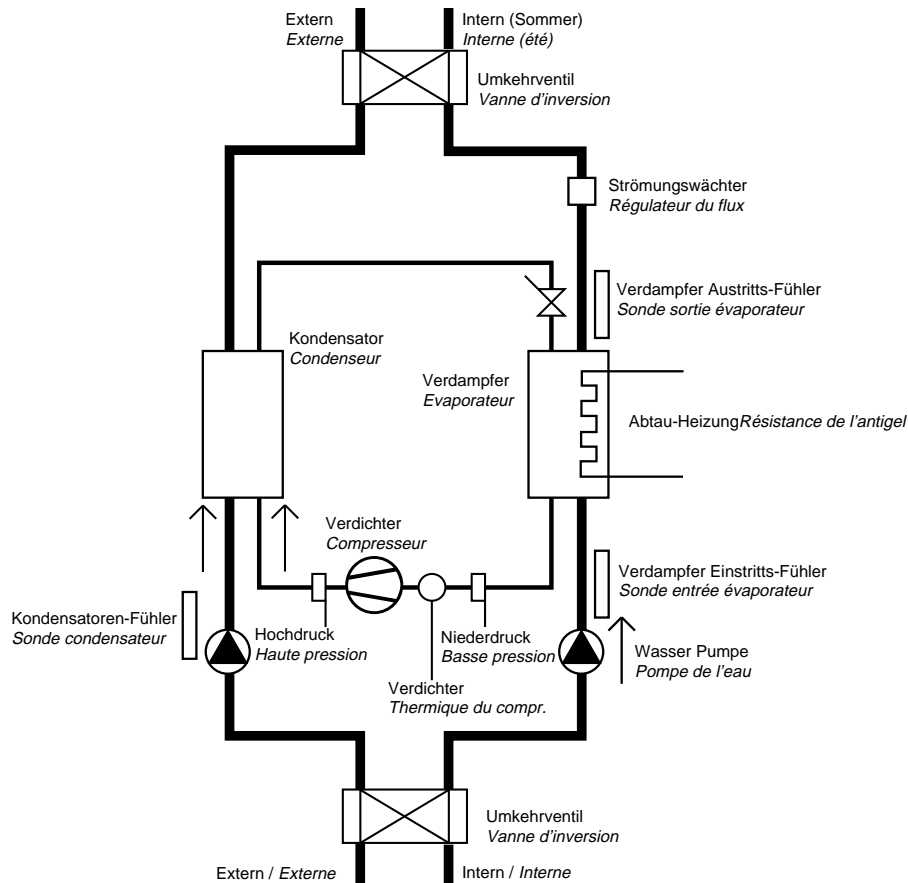 Extern
Externe
Intern (Sommer)
Interne (été)
Umkehrventil
Vanne d'inversion
Strömungswächter
Régulateur du flux
Verdampfer Austritts-Fühler
Sonde sortie évaporateur
Kondensator
Condenseur
Verdampfer
Evaporateur
Abtau-HeizungRésistance de l'antigel
Verdichter
Compresseur
Verdampfer Einstritts-Fühler
Sonde entrée évaporateur
Kondensatoren-Fühler
Sonde condensateur
Hochdruck
Haute pression
Niederdruck
Basse pression
Wasser Pumpe
Pompe de l'eau
Verdichter
Thermique du compr.
Umkehrventil
Vanne d'inversion
Extern / Externe
Intern / Interne